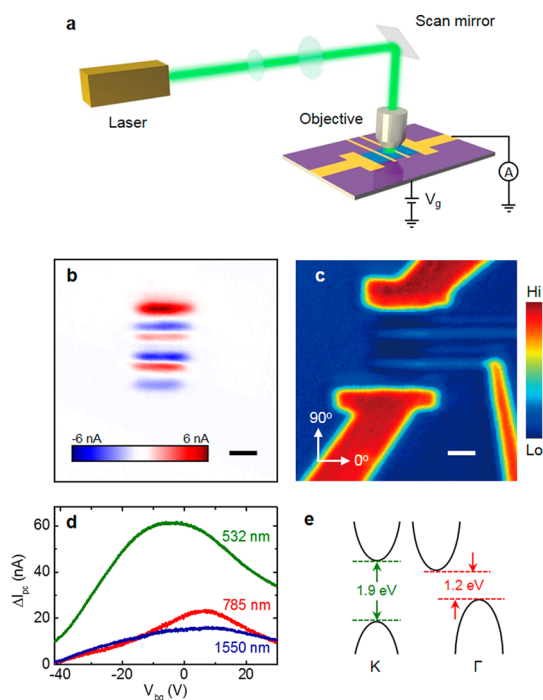 a
Scan mirror
Laser
Objective
A
Vg
b
-6 nA 6 nA
c
Hi
Lo
90°
0°
d
ΔIpc (nA)
60
40
20
0
532 nm
785 nm
1550 nm
-40 -20 0 20
Vbg (V)
e
1.9 eV
1.2 eV
K Γ